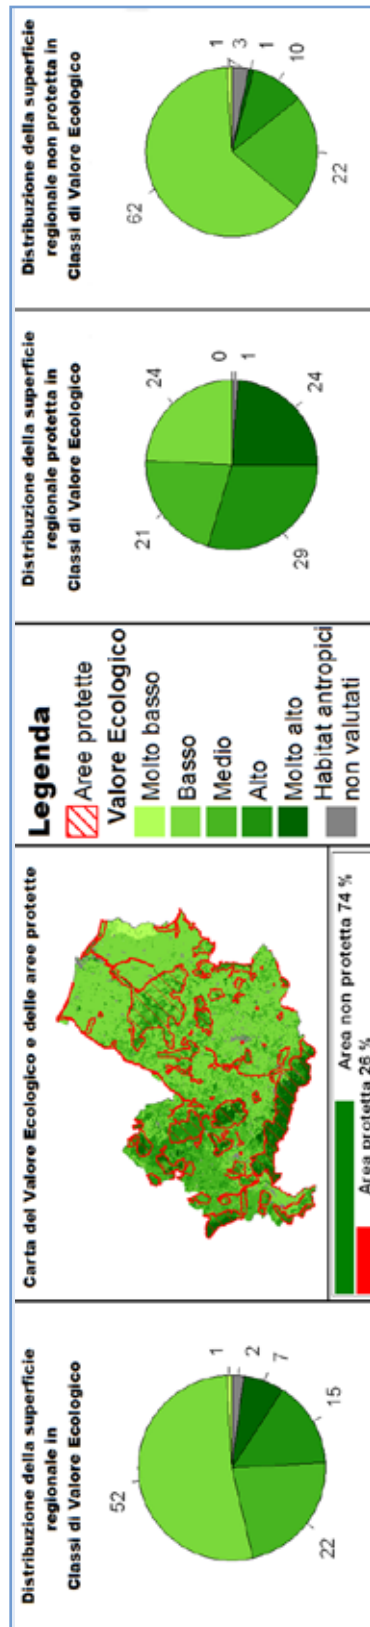 Distribuzione della superficie
regionale in
Classi di Valore Ecologico
52
1
2
7
15
22
Carta del Valore Ecologico e delle aree protette
Area non protetta 74 %
Area protetta 26 %
Legenda
Aree protette
Valore Ecologico
Molto basso
Basso
Medio
Alto
Molto alto
Habitat antropici
non valutati
Distribuzione della superficie
regionale protetta in
Classi di Valore Ecologico
24
0
1
24
29
21
Distribuzione della superficie
regionale non protetta in
Classi di Valore Ecologico
62
1
3
1
10
22